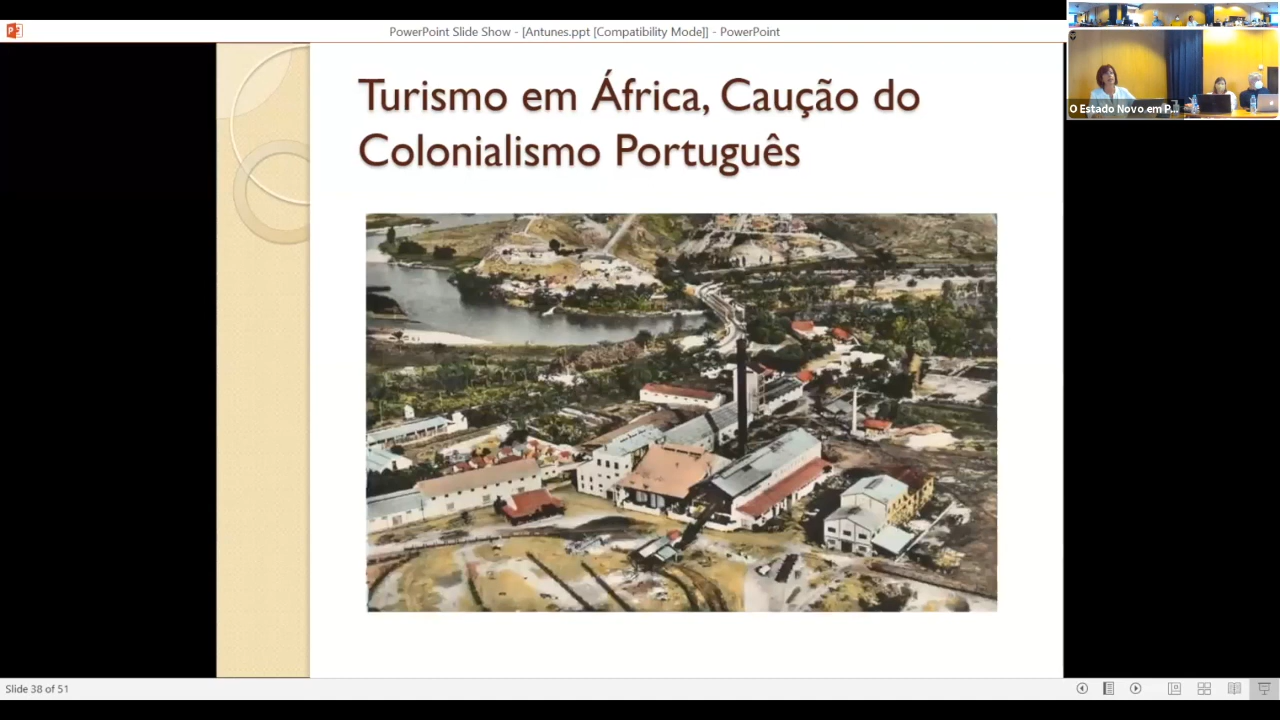 PowerPoint Slide Show - [Antunes.ppt [Compatibility Mode]] - PowerPoint
Turismo em África, Caução do
Colonialismo Português
O Estado Novo em P...
Slide 38 of 51